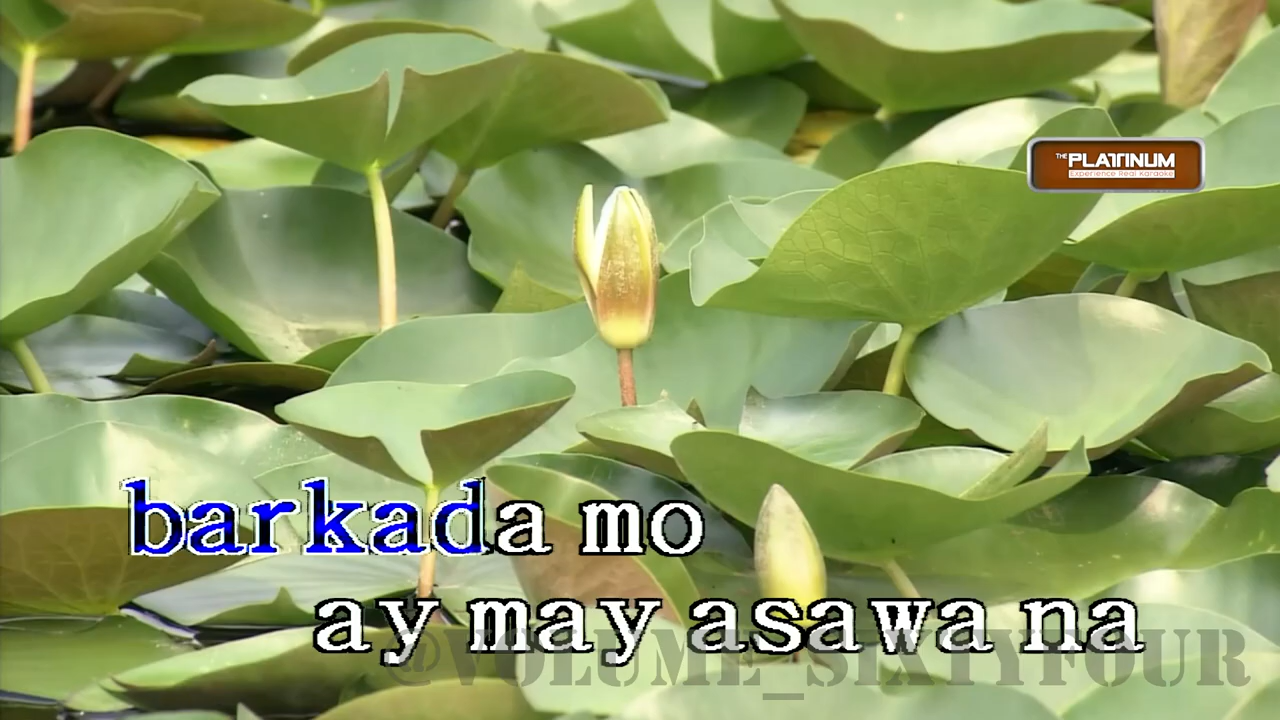 THE PLATINUM
Experience Real Karaoke
barkada mo
ay may asawa na
@VOLUME_SIXTYFOUR